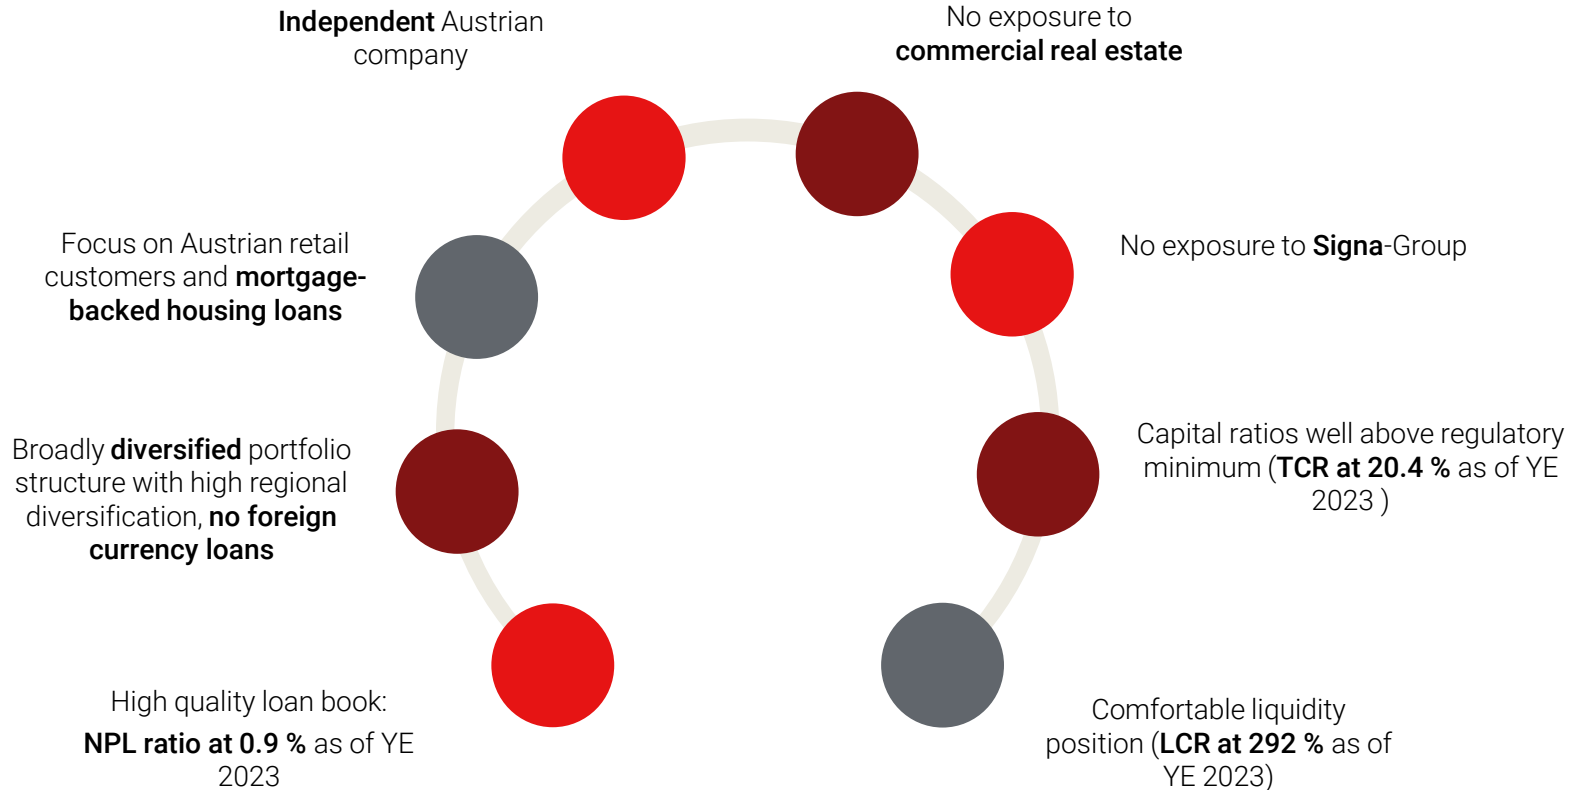 Independent Austrian
company
No exposure to
commercial real estate
Focus on Austrian retail
customers and mortgage-
backed housing loans
No exposure to Signa-Group
Broadly diversified portfolio
structure with high regional
diversification, no foreign
currency loans
Capital ratios well above regulatory
minimum (TCR at 20.4 % as of YE
2023 )
High quality loan book:
NPL ratio at 0.9 % as of YE
2023
Comfortable liquidity
position (LCR at 292 % as of
YE 2023)